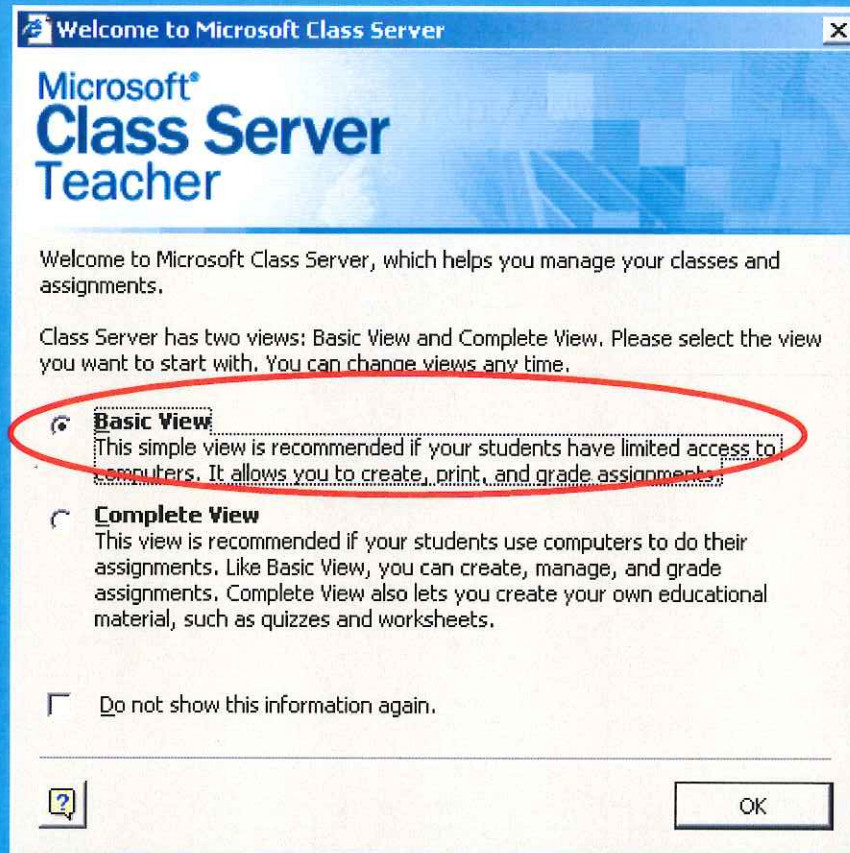 Welcome to Microsoft Class Server
Microsoft®
Class Server
Teacher
Welcome to Microsoft Class Server, which helps you manage your classes and
assignments.
Class Server has two views: Basic View and Complete View. Please select the view
you want to start with. You can change views any time.
Basic View
This simple view is recommended if your students have limited access to
computers. It allows you to create, print, and grade assignments.
Complete View
This view is recommended if your students use computers to do their
assignments. Like Basic View, you can create, manage, and grade
assignments. Complete View also lets you create your own educational
material, such as quizzes and worksheets.
Do not show this information again.
?
OK